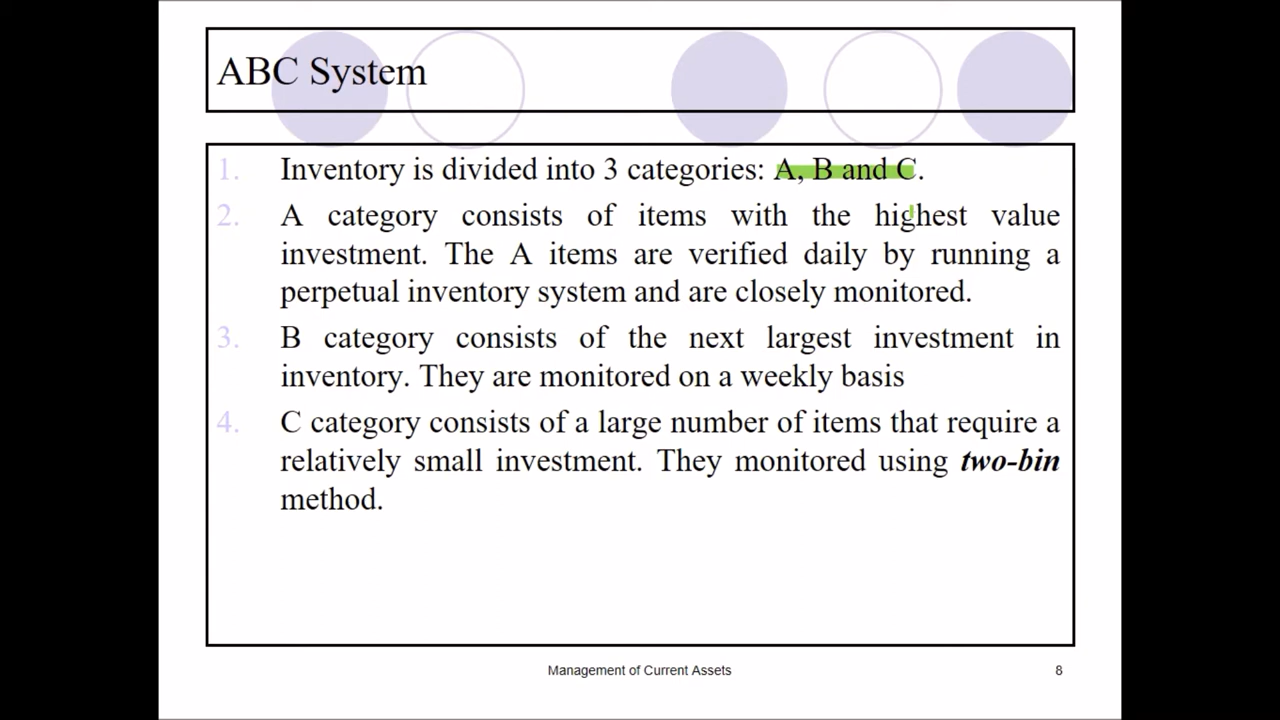 ABC System
1. Inventory is divided into 3 categories: A, B and C.
2. A category consists of items with the highest value
investment. The A items are verified daily by running a
perpetual inventory system and are closely monitored.
3. B category consists of the next largest investment in
inventory. They are monitored on a weekly basis
4. C category consists of a large number of items that require a
relatively small investment. They monitored using two-bin
method.
Management of Current Assets
8